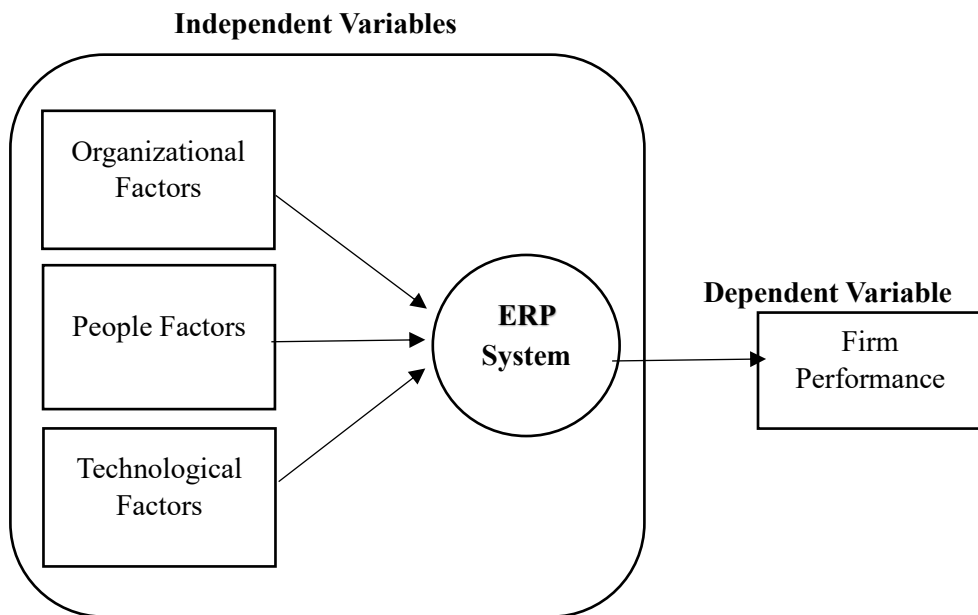 Independent Variables
Organizational
Factors
People Factors
Technological
Factors
ERP
System
Dependent Variable
Firm
Performance